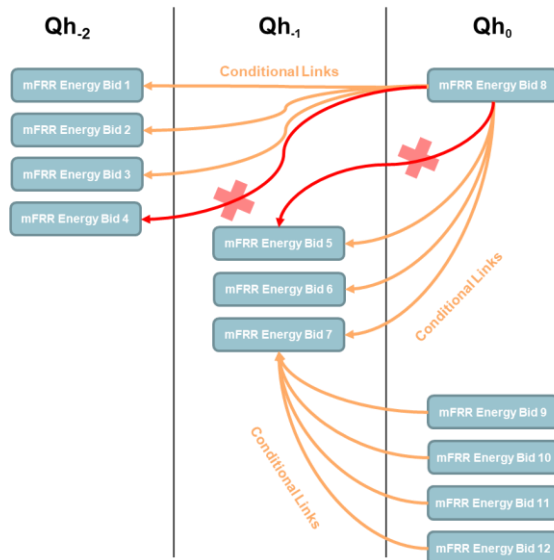 Qh-2
Qh-1
Qh0
Conditional Links
mFRR Energy Bid 1
mFRR Energy Bid 8
mFRR Energy Bid 2
mFRR Energy Bid 3
mFRR Energy Bid 4
mFRR Energy Bid 5
mFRR Energy Bid 6
mFRR Energy Bid 7
Conditional Links
mFRR Energy Bid 9
Conditional Links
mFRR Energy Bid 10
mFRR Energy Bid 11
mFRR Energy Bid 12